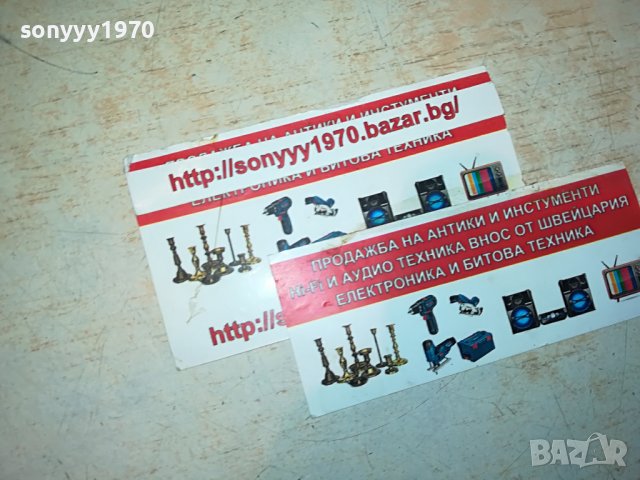 sonyyy1970
ПРОДАЖБА НА АНТИКИ И ИНСТУМЕНТИ
http://sonyyy1970.bazar.bg/
ЕЛЕКТРОНИКА И БИТОВА ТЕХНИКА
http://s
ПРОДАЖБА НА АНТИКИ И ИНСТУМЕНТИ
Hi-Fi И АУДИО ТЕХНИКА ВНОС ОТ ШВЕЙЦАРИЯ
ЕЛЕКТРОНИКА И БИТОВА ТЕХНИКА
BAZAR